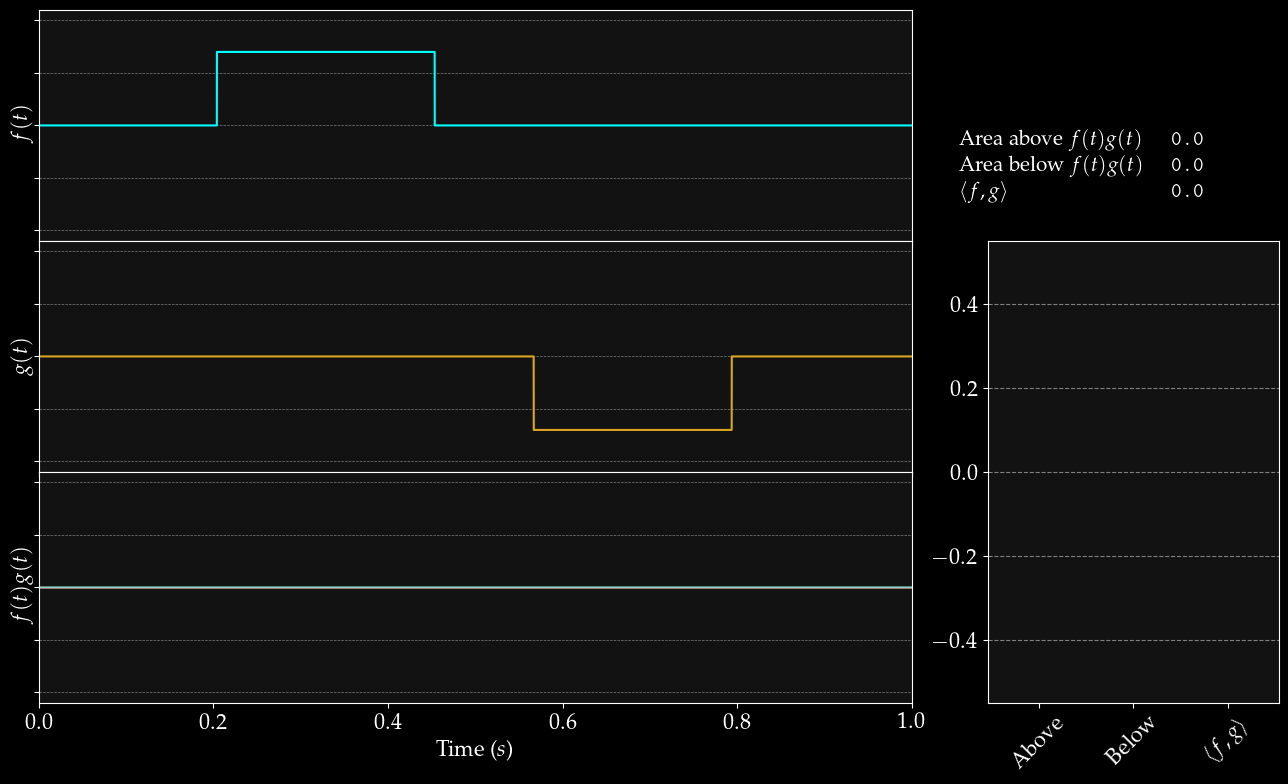 f(t)
g(t)
f(t)g(t)
0.0 0.2 0.4 0.6 0.8 1.0
Time (s)
Area above f(t)g(t) 0.0
Area below f(t)g(t) 0.0
⟨f,g⟩ 0.0
0.4
0.2
0.0
−0.2
−0.4
Above Below ⟨f,g⟩